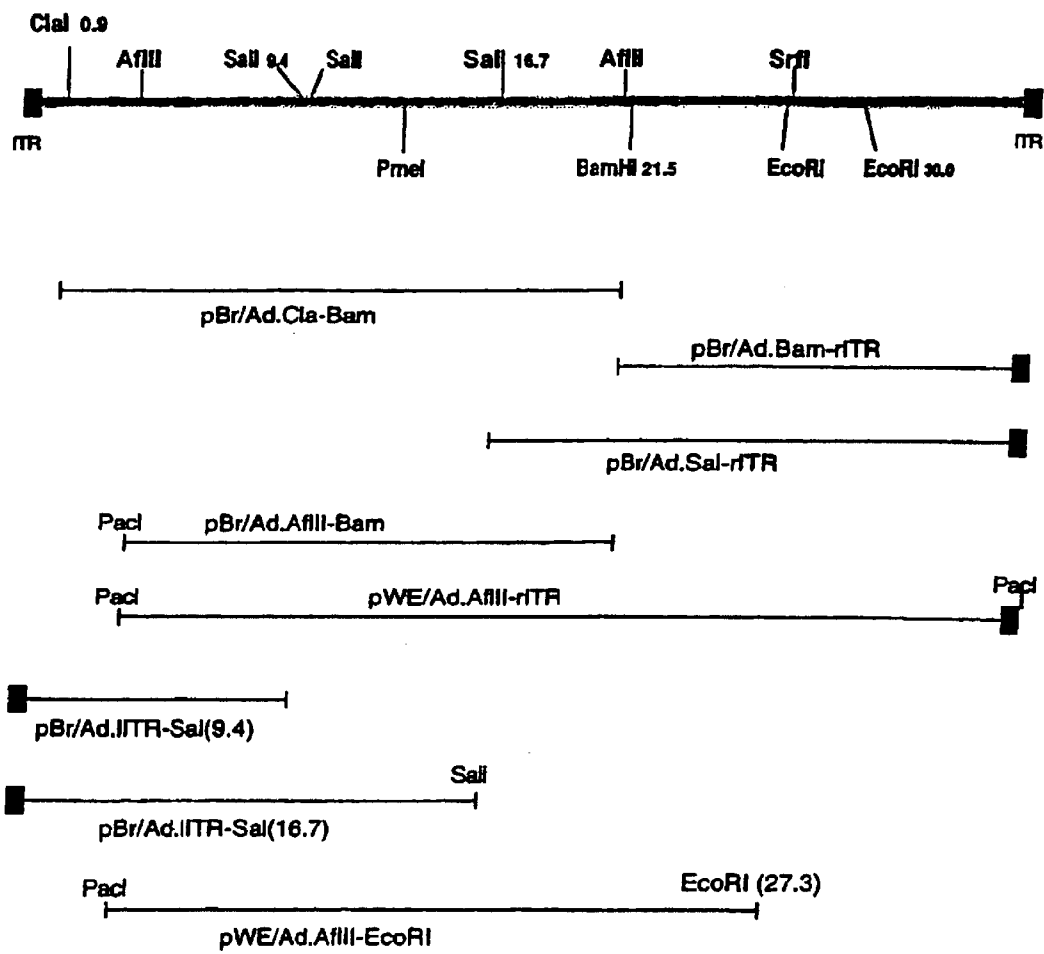 ClaI 0.9
AflII SalI 9.4 SalI SalI 16.7 AflII SrfI
ITR ITR
PmeI BamHI 21.5 EcoRI EcoRI 30.0
pBr/Ad.Cla-Bam
pBr/Ad.Bam-rITR
pBr/Ad.Sal-rITR
PacI pBr/Ad.AflII-Bam
PacI pWE/Ad.AflII-rITR PacI
pBr/Ad.lITR-Sal(9.4)
SalI
pBr/Ad.lITR-Sal(16.7)
PacI EcoRI (27.3)
pWE/Ad.AflII-EcoRI